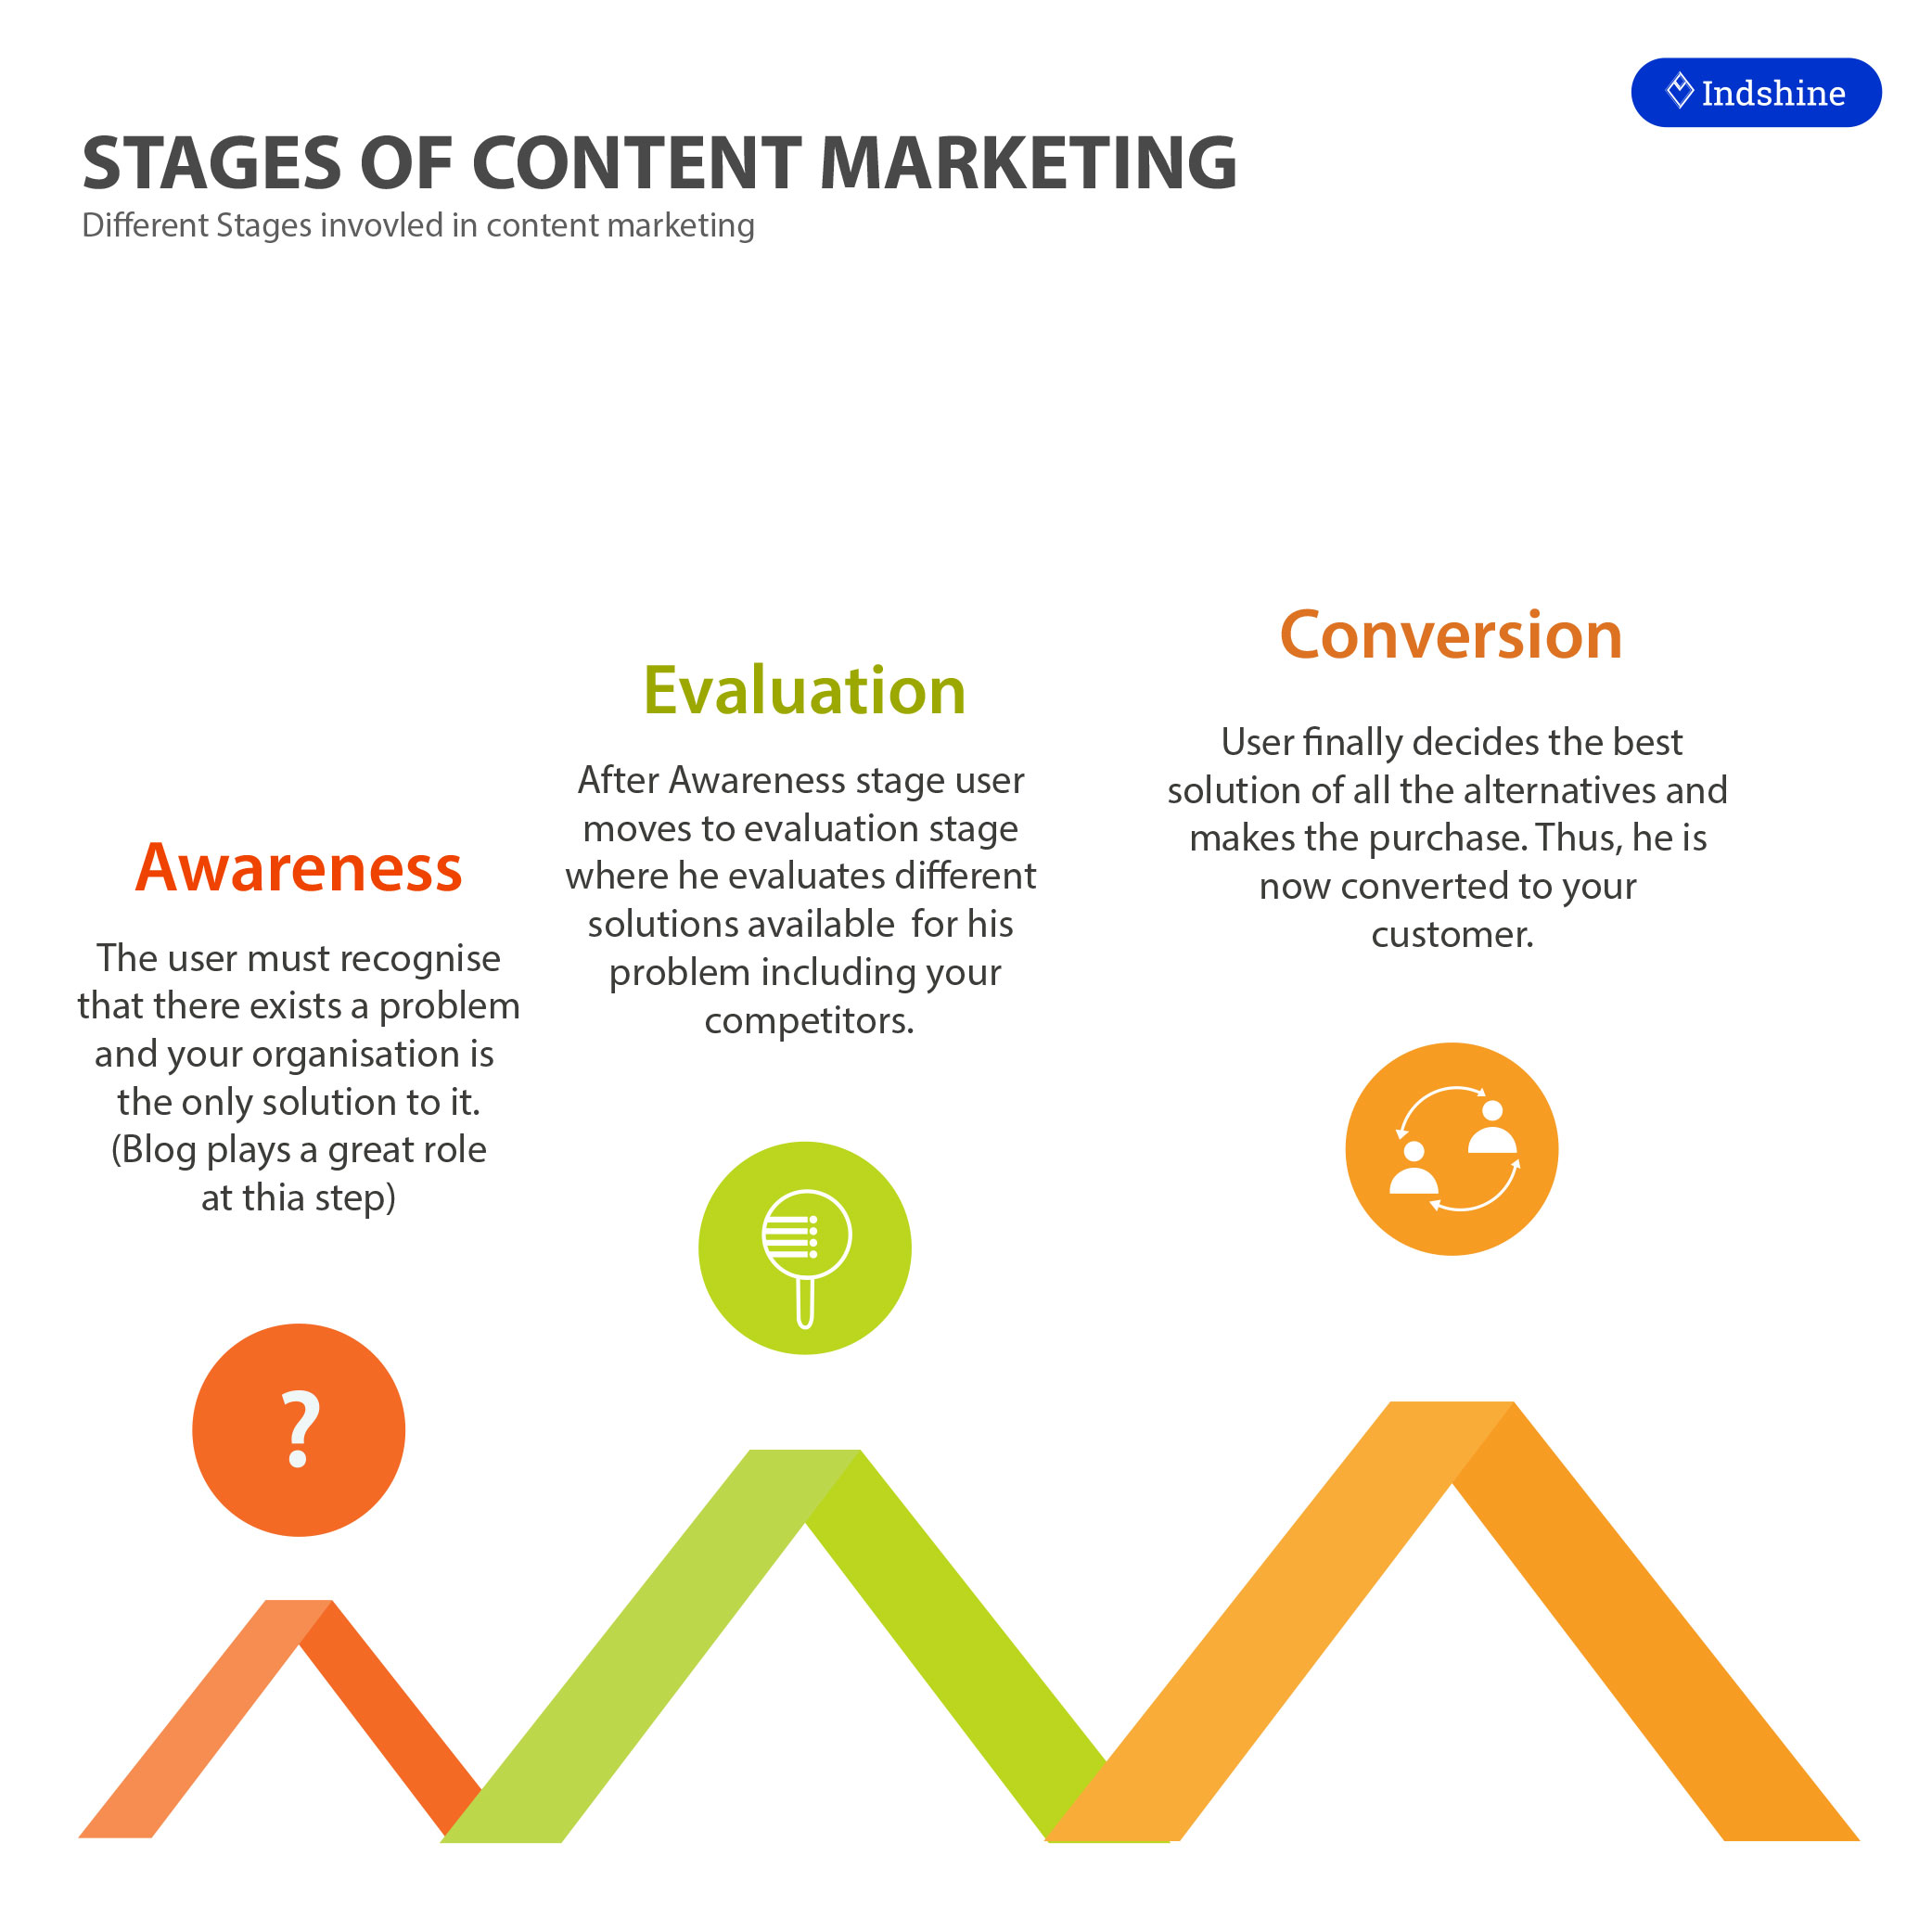 Indshine
STAGES OF CONTENT MARKETING
Different Stages invovled in content marketing
Awareness
The user must recognise
that there exists a problem
and your organisation is
the only solution to it.
(Blog plays a great role
at thia step)
?
Evaluation
After Awareness stage user
moves to evaluation stage
where he evaluates different
solutions available  for his
problem including your
competitors.
Conversion
User finally decides the best
solution of all the alternatives and
makes the purchase. Thus, he is
now converted to your
customer.